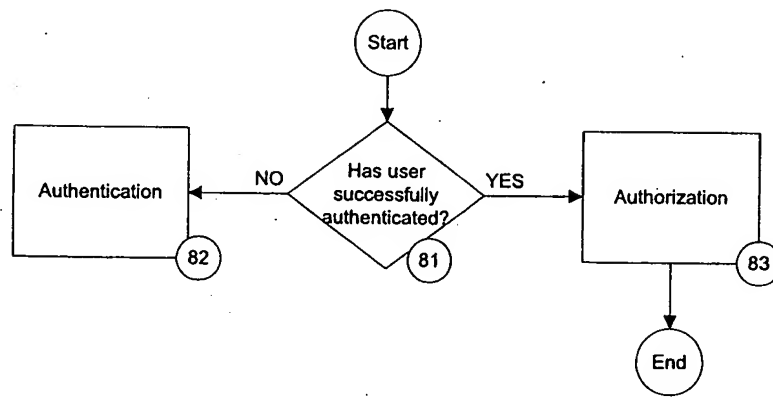 Start
Authentication
NO
Has user
successfully
authenticated?
YES
Authorization
82
81
83
End